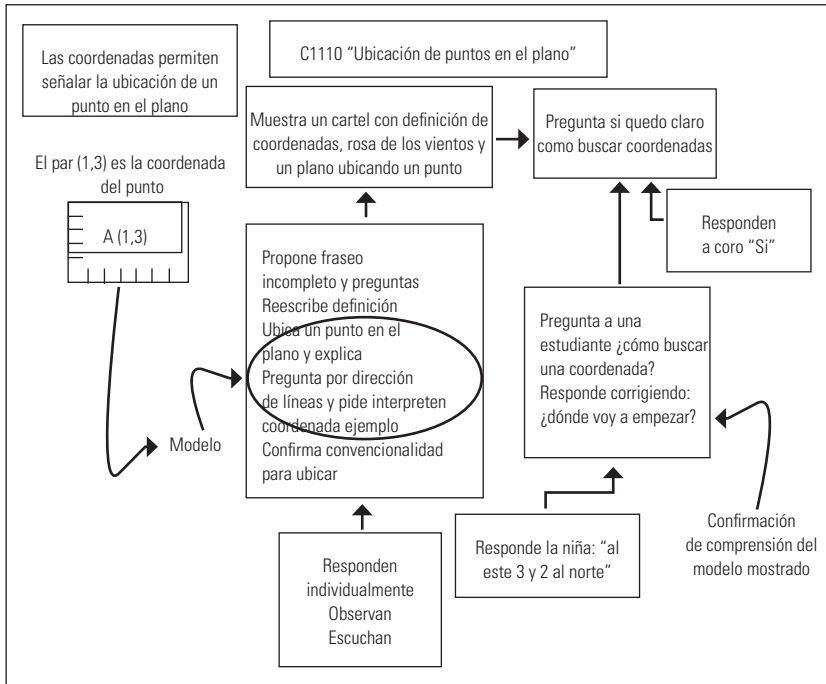 Las coordenadas permiten
señalar la ubicación de un
punto en el plano
C1110 “Ubicación de puntos en el plano”
Muestra un cartel con definición de
coordenadas, rosa de los vientos y
un plano ubicando un punto
Pregunta si quedo claro
como buscar coordenadas
El par (1,3) es la coordenada
del punto
A (1,3)
Responden
a coro “Si”
Propone fraseo
incompleto y preguntas
Reescribe definición
Ubica un punto en el
plano y explica
Pregunta por dirección
de líneas y pide interpreten
coordenada ejemplo
Confirma convencionalidad
para ubicar
Pregunta a una
estudiante ¿cómo buscar
una coordenada?
Responde corrigiendo:
¿dónde voy a empezar?
Modelo
Responden
individualmente
Observan
Escuchan
Responde la niña: “al
este 3 y 2 al norte”
Confirmación
de comprensión del
modelo mostrado